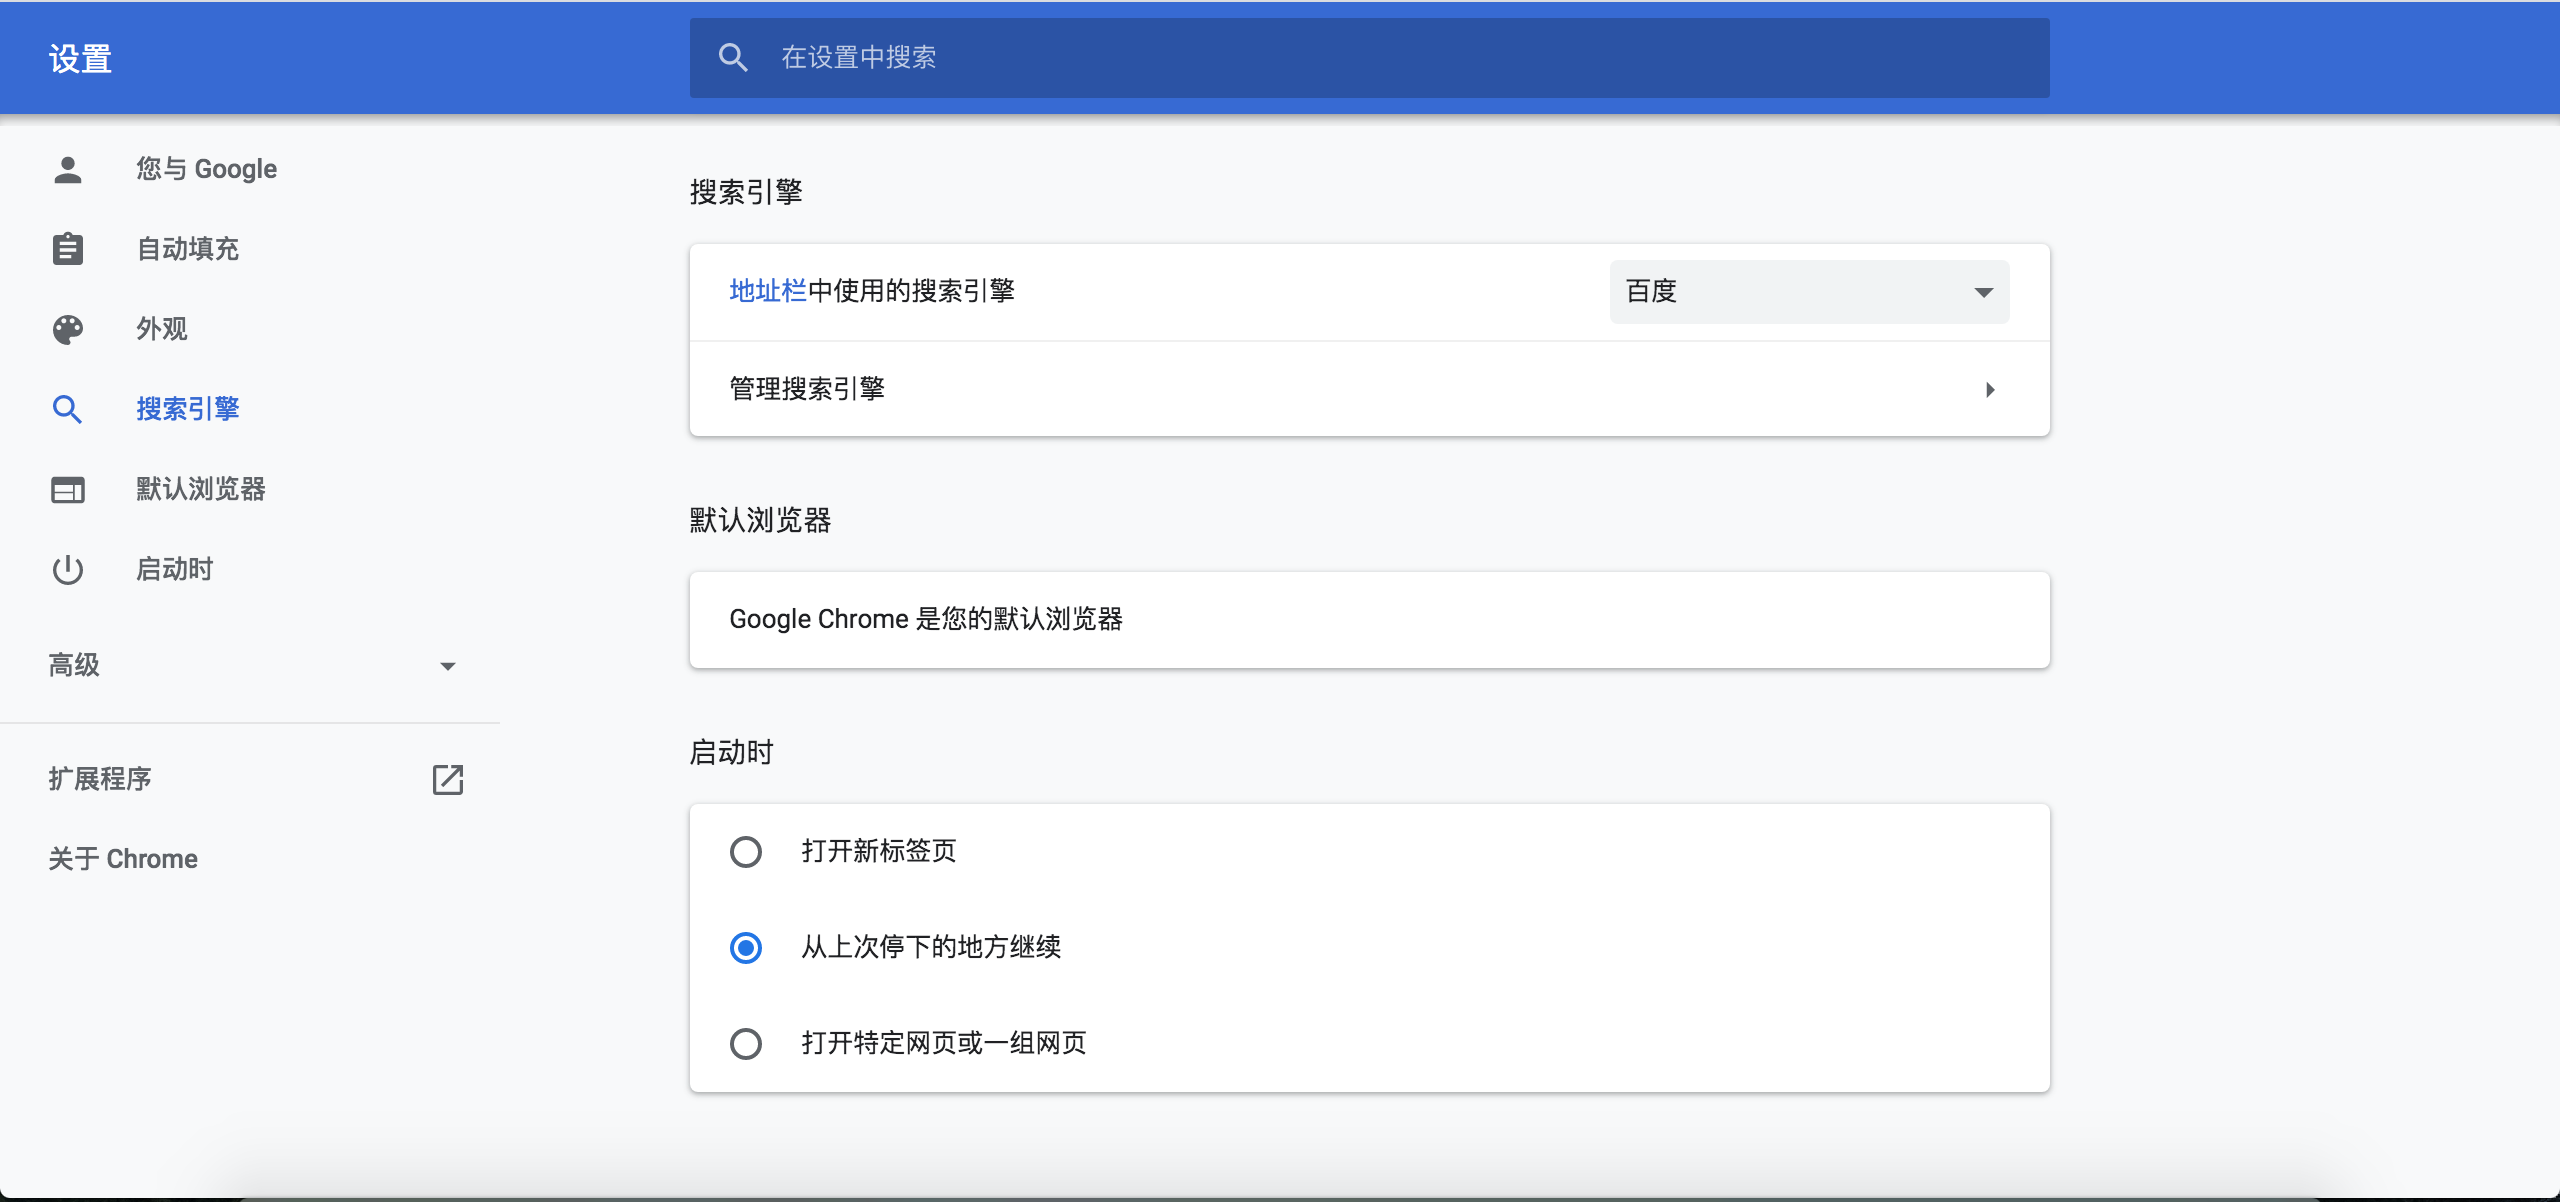 设置
在设置中搜索
您与 Google
自动填充
外观
搜索引擎
默认浏览器
启动时
高级
扩展程序
关于 Chrome
搜索引擎
地址栏中使用的搜索引擎
百度
管理搜索引擎
默认浏览器
Google Chrome 是您的默认浏览器
启动时
打开新标签页
从上次停下的地方继续
打开特定网页或一组网页